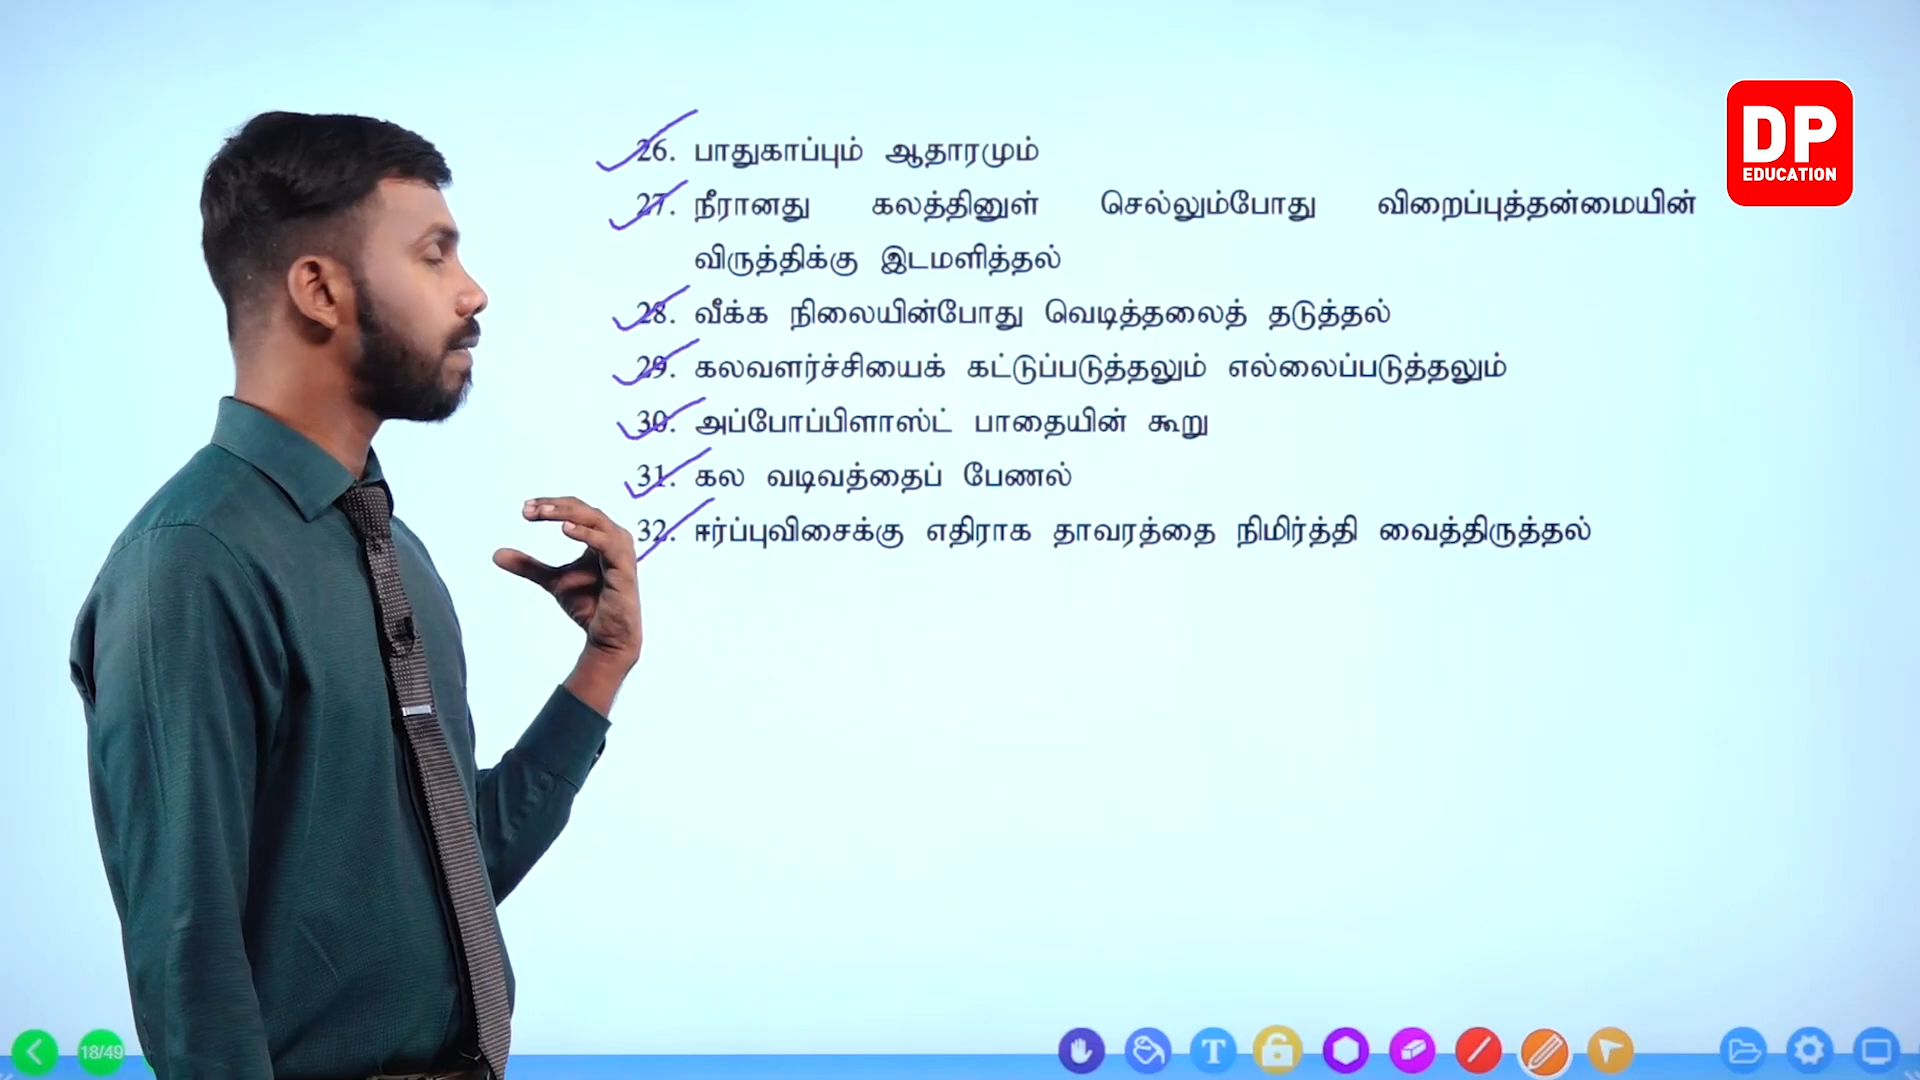 DP
EDUCATION
26. பாதுகாப்பும் ஆதாரமும்
27. நீரானது கலத்தினுள் செல்லும்போது விறைப்புத்தன்மையின்
விருத்திக்கு இடமளித்தல்
28. வீக்க நிலையின்போது வெடித்தலைத் தடுத்தல்
29. கலவளர்ச்சியைக் கட்டுப்படுத்தலும் எல்லைப்படுத்தலும்
30. அப்போப்பிளாஸ்ட் பாதையின் கூறு
31. கல வடிவத்தைப் பேணல்
32. ஈர்ப்புவிசைக்கு எதிராக தாவரத்தை நிமிர்த்தி வைத்திருத்தல்
18/49
T